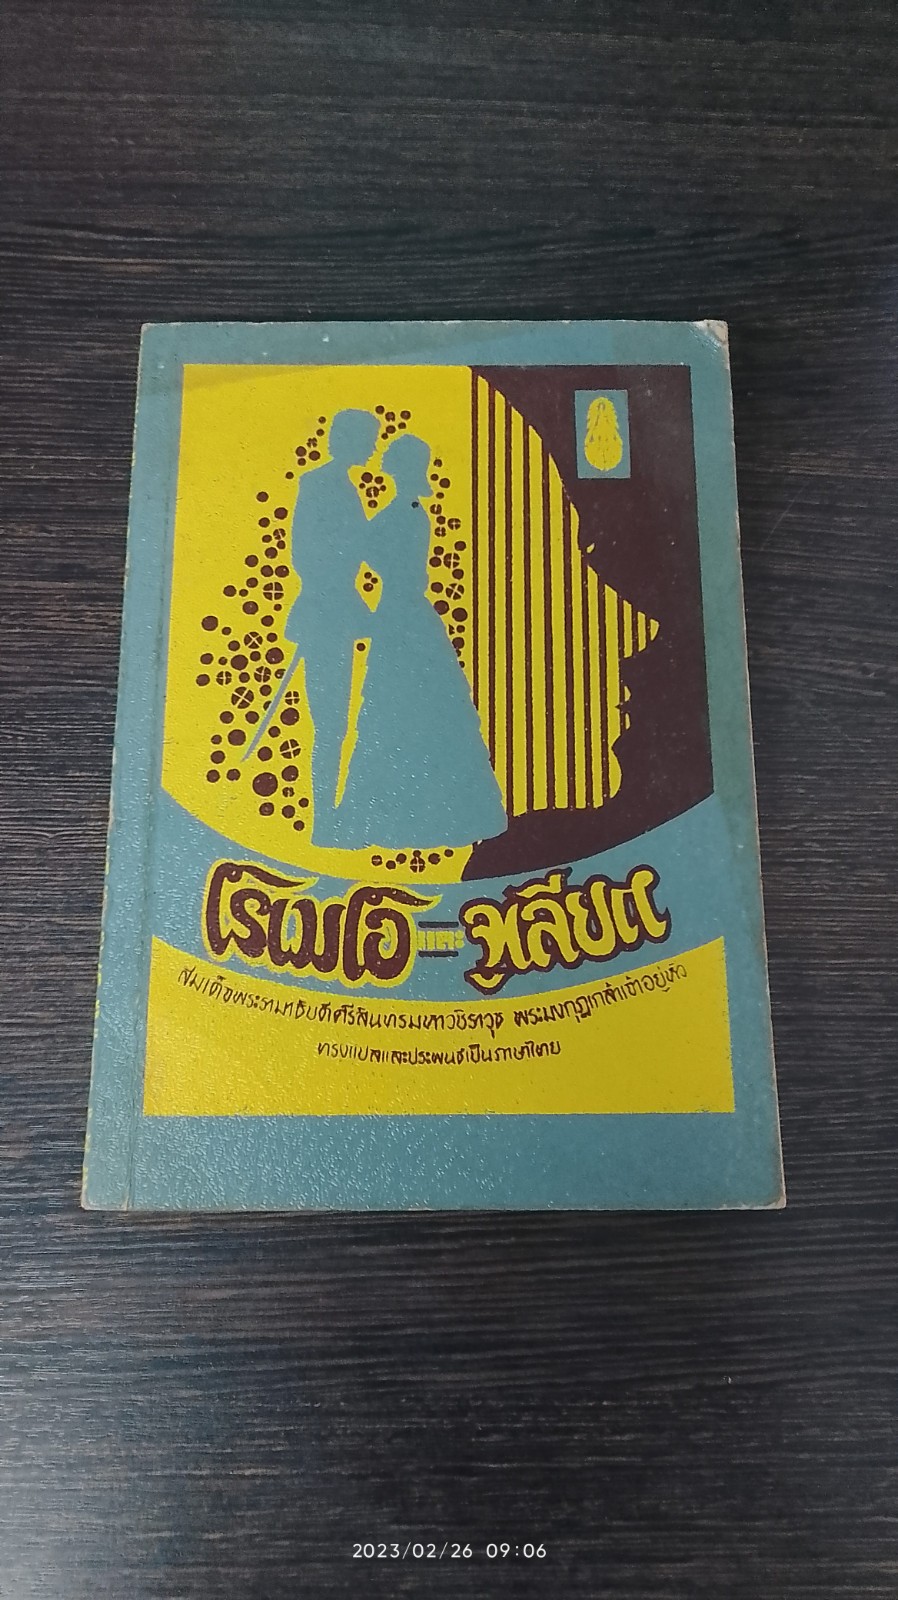 โรเมโอ และ จูเลียต
สมเด็จพระรามาธิบดีศรีสินทรมหาวชิราวุธ พระมงกุฎเกล้าเจ้าอยู่หัว
ทรงแปลและประพนธ์เป็นภาษาไทย
2023/02/26 09:06